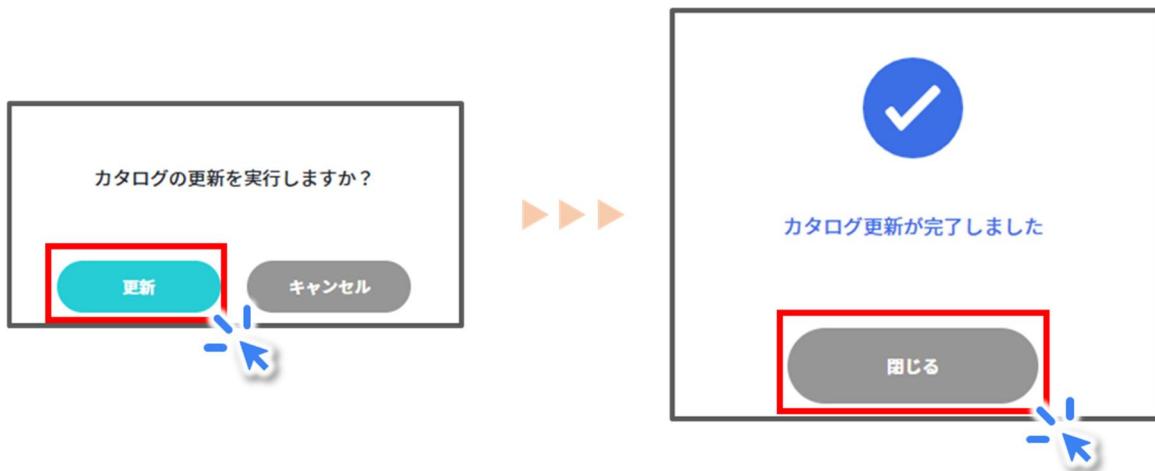 カタログの更新を実行しますか？
更新
キャンセル
カタログ更新が完了しました
閉じる